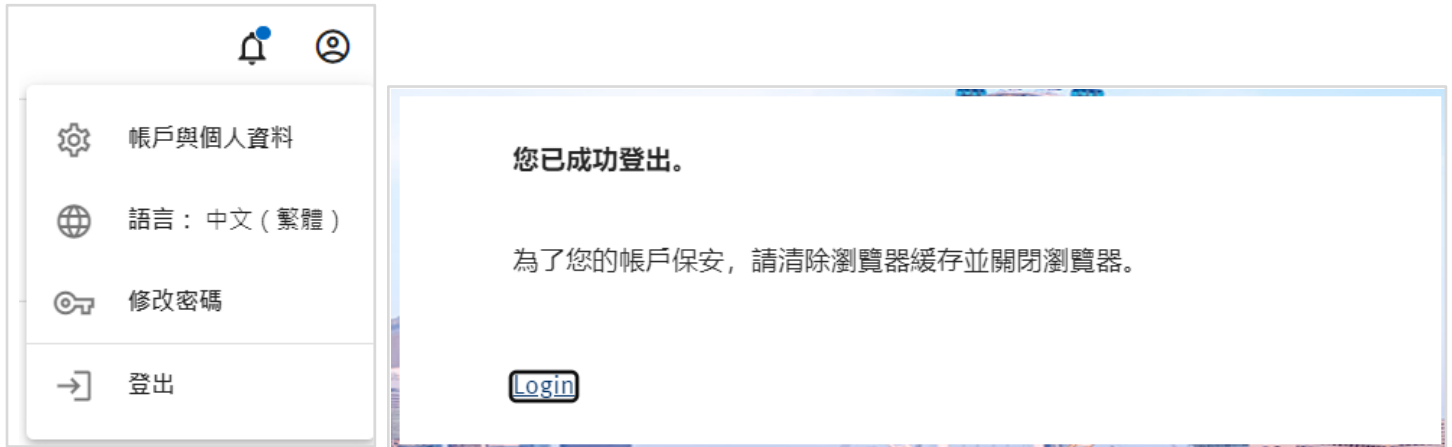 帳戶與個人資料
語言：中文（繁體）
修改密碼
登出
您已成功登出。
為了您的帳戶保安，請清除瀏覽器緩存並關閉瀏覽器。
Login